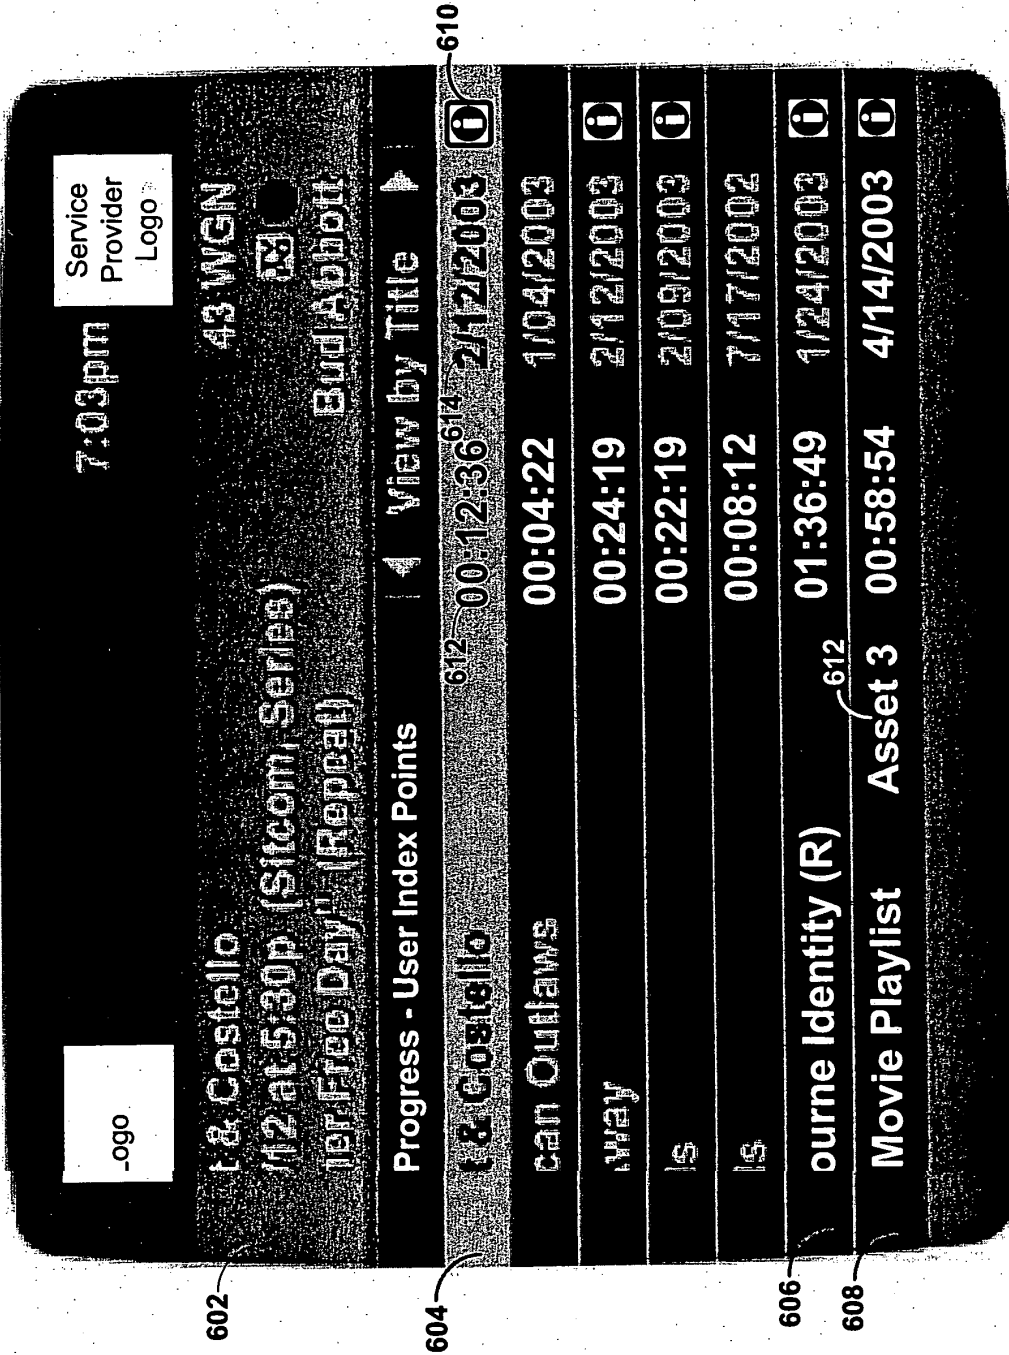 .ogo
7:03pm
Service
Provider
Logo
t & Costello
43 WGN
/12 at 5:30p (Sitcom, Series)
ier Free Day" (Repeat)
Bud Abbott
Progress - User Index Points
View by Title
t & Costello 00:12:36 2/12/2003 i
can Outlaws 00:04:22 1/04/2003
.way 00:24:19 2/12/2003 i
ls 00:22:19 2/09/2003 i
ls 00:08:12 7/17/2002
ourne Identity (R) 01:36:49 1/24/2003 i
Movie Playlist Asset 3 00:58:54 4/14/2003 i
602
604
606
608
610
612
614
612